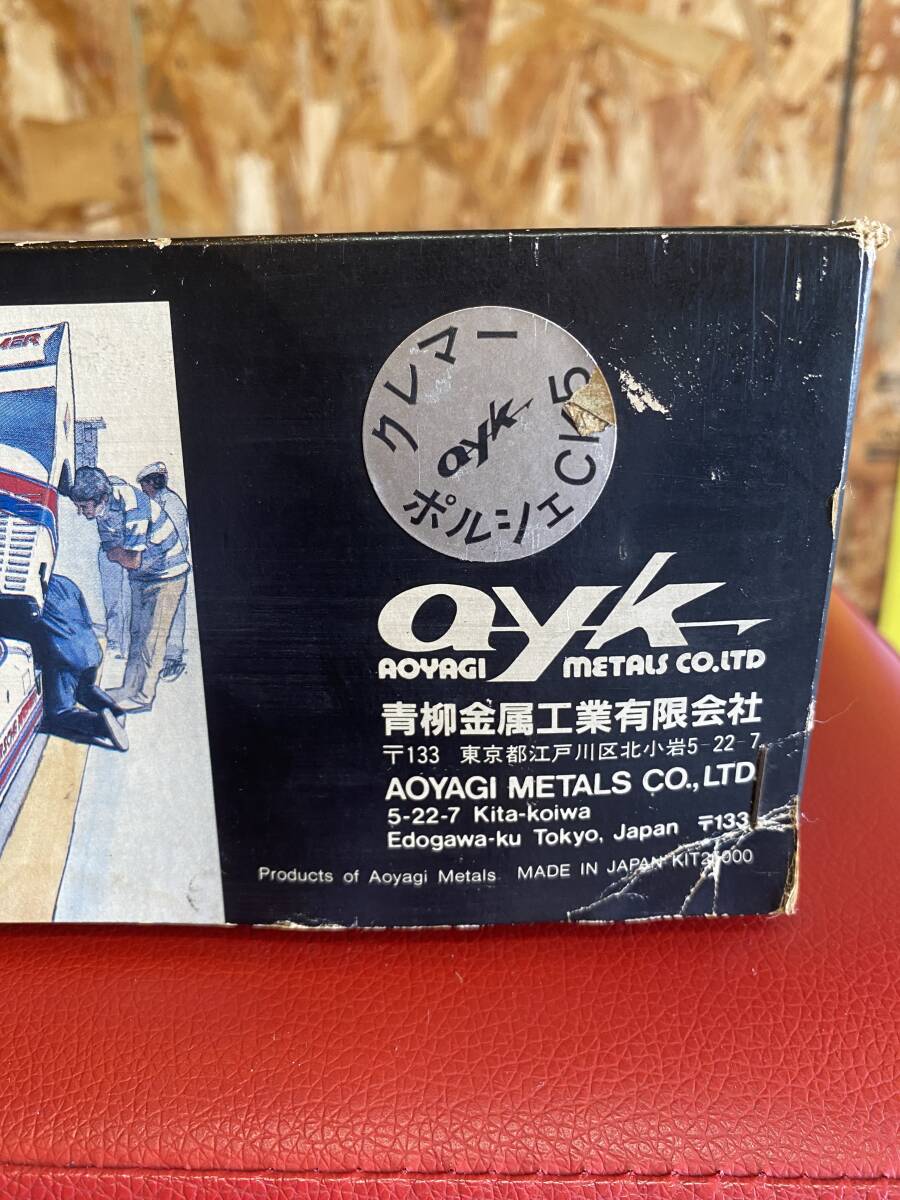 クレマー
ayk
ポルシェCK5
ayk
AOYAGI METALS CO.LTD
青柳金属工業有限会社
〒133 東京都江戸川区北小岩5-22-7
AOYAGI METALS CO.,LTD.
5-22-7 Kita-koiwa
Edogawa-ku Tokyo, Japan 〒133
Products of Aoyagi Metals MADE IN JAPAN